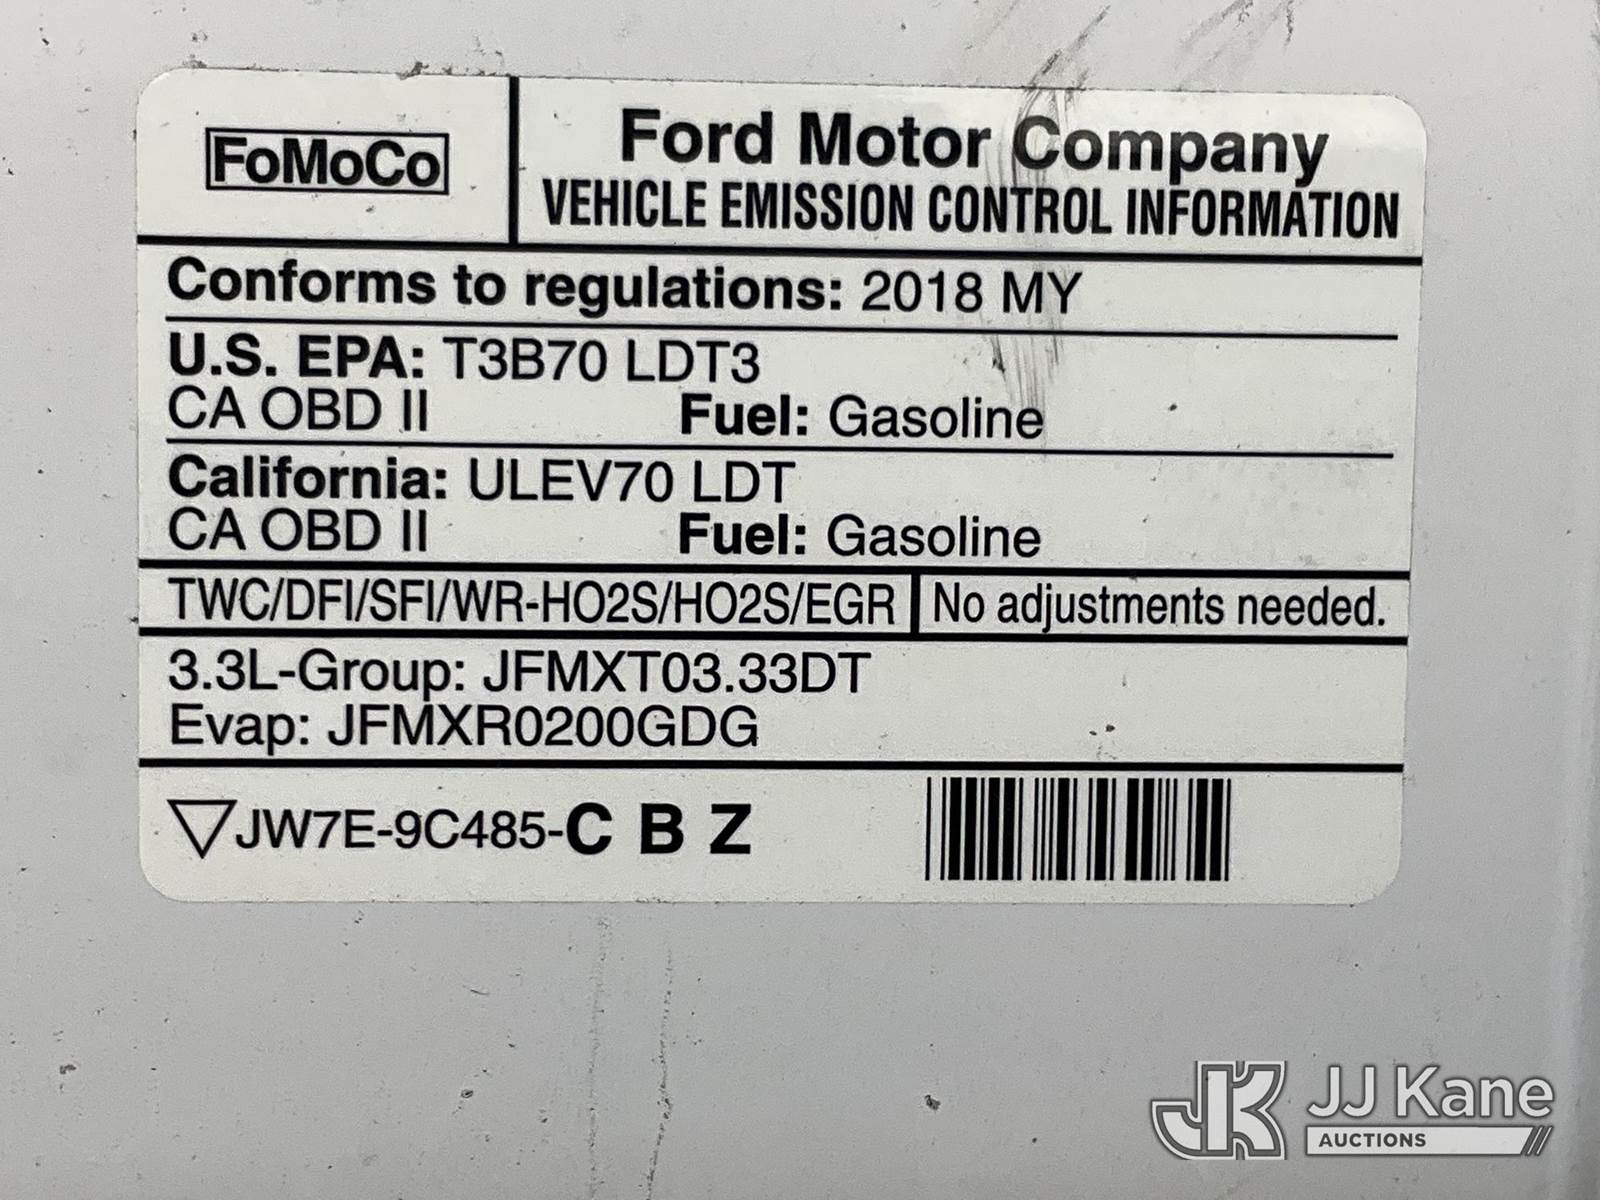 FoMoCo
Ford Motor Company
VEHICLE EMISSION CONTROL INFORMATION
Conforms to regulations: 2018 MY
U.S. EPA: T3B70 LDT3
CA OBD II Fuel: Gasoline
California: ULEV70 LDT
CA OBD II Fuel: Gasoline
TWC/DFI/SFI/WR-HO2S/HO2S/EGR No adjustments needed.
3.3L-Group: JFMXT03.33DT
Evap: JFMXR0200GDG
JW7E-9C485-C B Z
JK JJ Kane
AUCTIONS